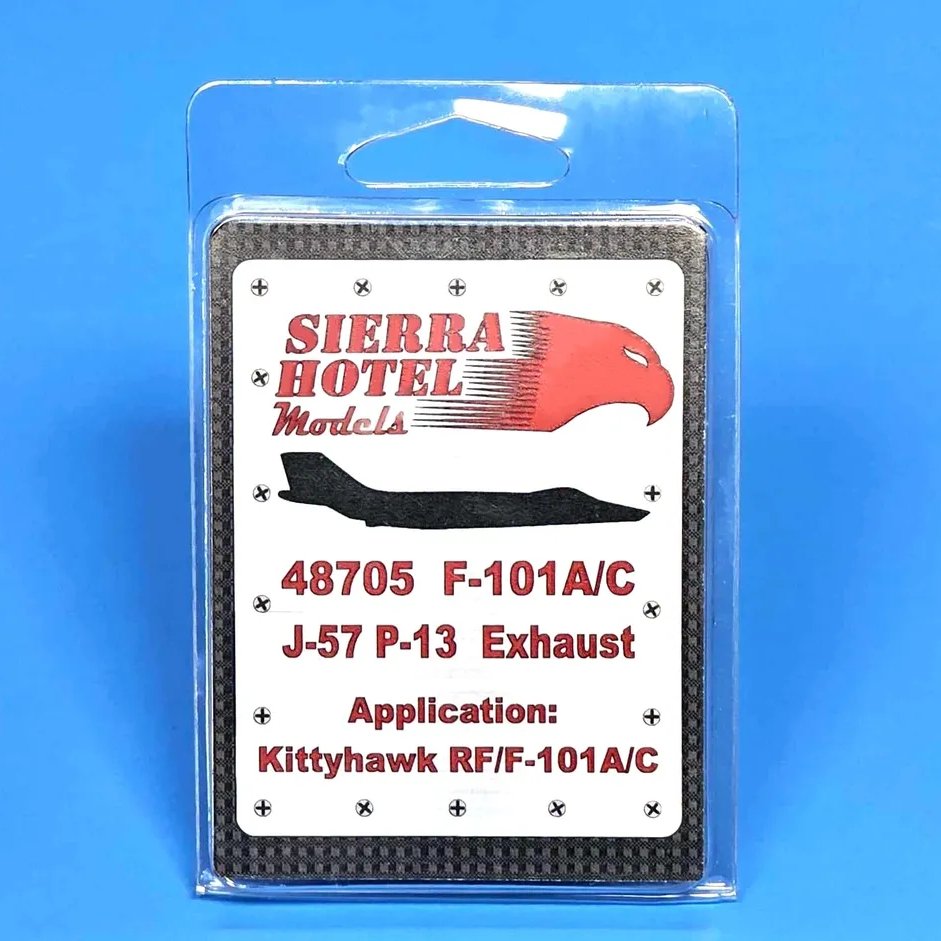 SIERRA
HOTEL
Models
48705 F-101A/C
J-57 P-13 Exhaust
Application:
Kittyhawk RF/F-101A/C